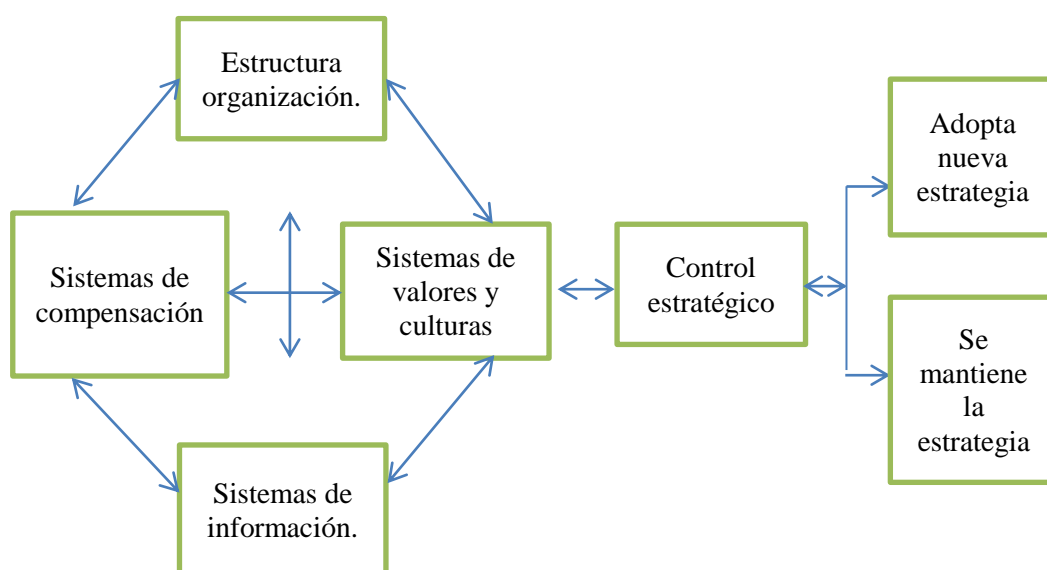 Estructura
organización.
Sistemas de
compensación
Sistemas de
valores y
culturas
Sistemas de
información.
Control
estratégico
Adopta
nueva
estrategia
Se
mantiene
la
estrategia